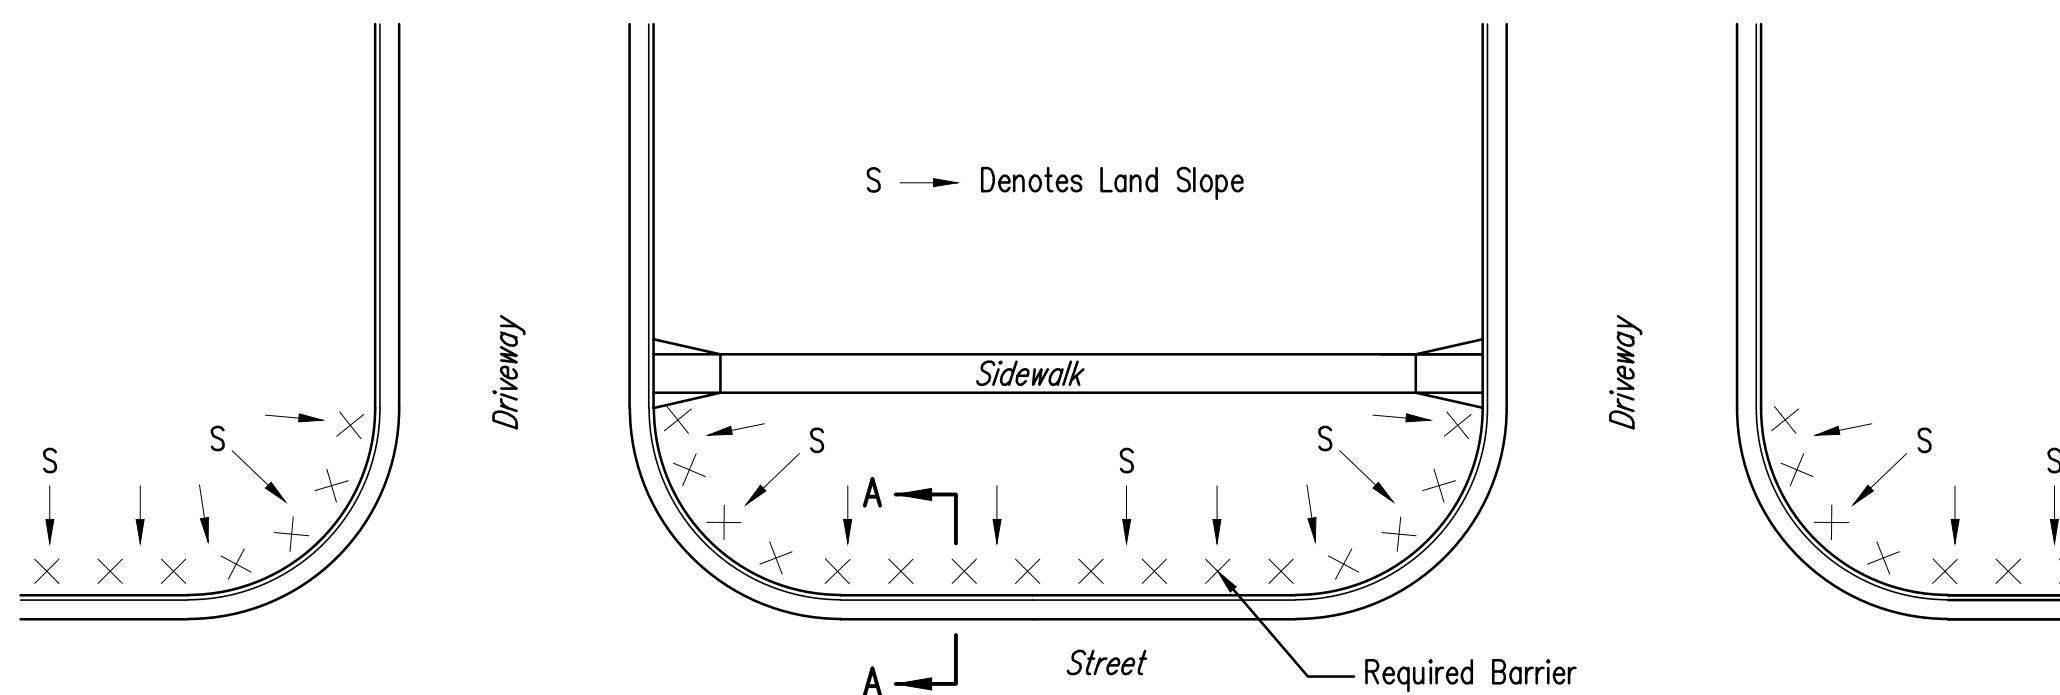 S Denotes Land Slope
Driveway
Driveway
Sidewalk
S
S
S
S
S
S
S
S
A
A
Street
Required Barrier